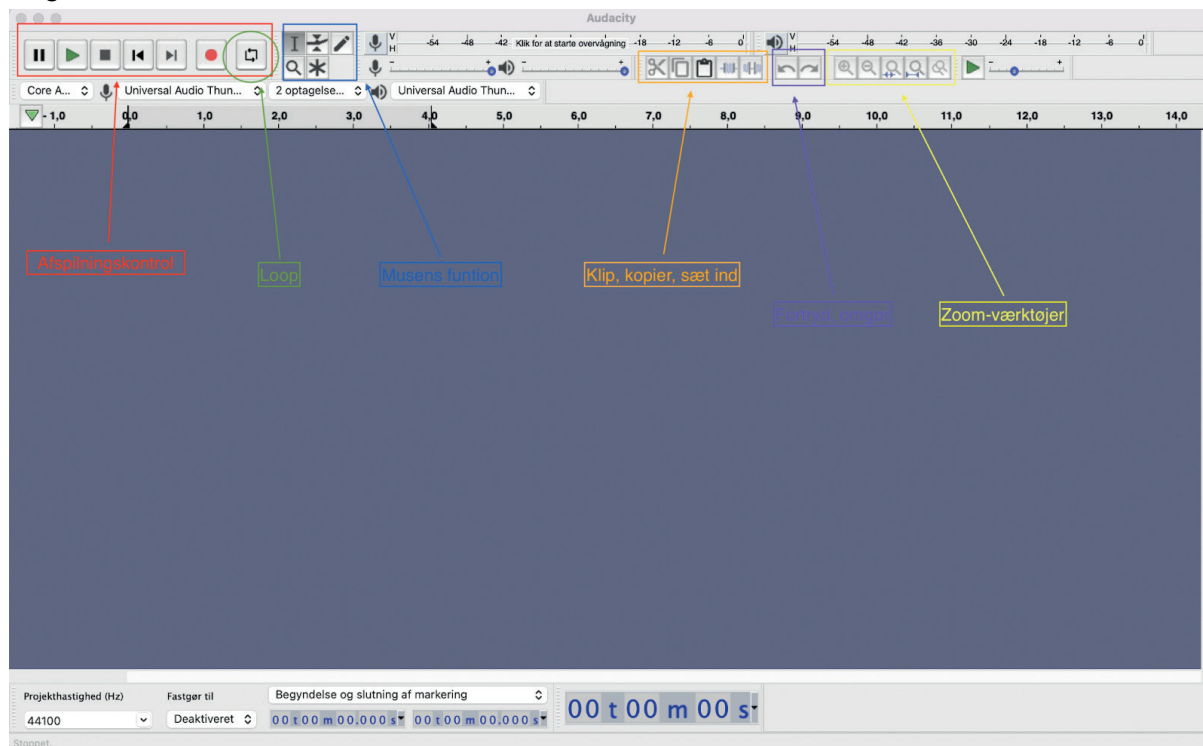 Audacity
V
H
-54 -48 -42 Klik for at starte overvågning -18 -12 -6 0
V
H
-54 -48 -42 -36 -30 -24 -18 -12 -6 0
- + - + - +
Core A... Universal Audio Thun... 2 optagelse... Universal Audio Thun...
- 1,0 0,0 1,0 2,0 3,0 4,0 5,0 6,0 7,0 8,0 9,0 10,0 11,0 12,0 13,0 14,0
Afspilningskontrol
Loop
Musens funtion
Klip, kopier, sæt ind
Zoom-værktøjer
Projekthastighed (Hz) Fastgør til Begyndelse og slutning af markering
44100 Deaktiveret 00 t 00 m 00.000 s 00 t 00 m 00.000 s
00 t 00 m 00 s
Stoppet.